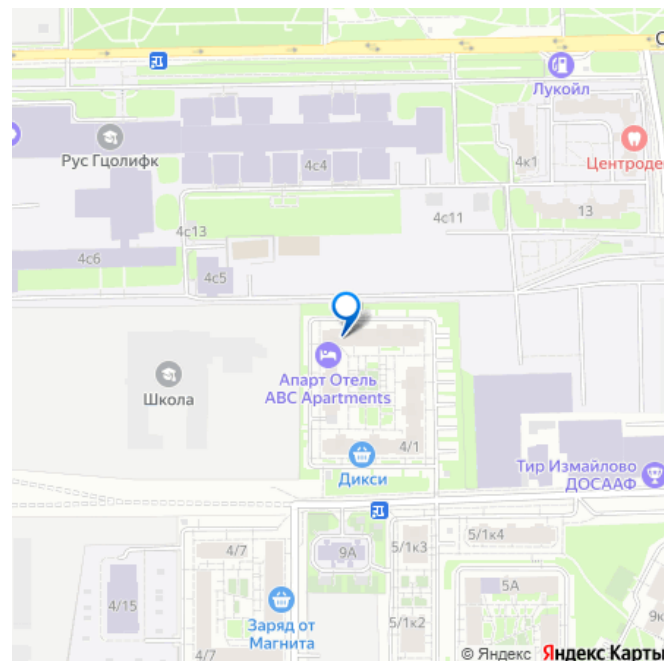 С
Лукойл
Рус Гцолифк
4с4
4к1
Центродe
4с13
4с11
13
4с6
4с5
Апарт Отель
ABC Apartments
Школа
4/1
Дикси
Тир Измайлово
ДОСААФ
4/7
9А
5/1к3
5/1к4
4/15
5А
9к
Заряд от
Магнита
5/1к2
4/7
© Яндекс Яндекс Карты